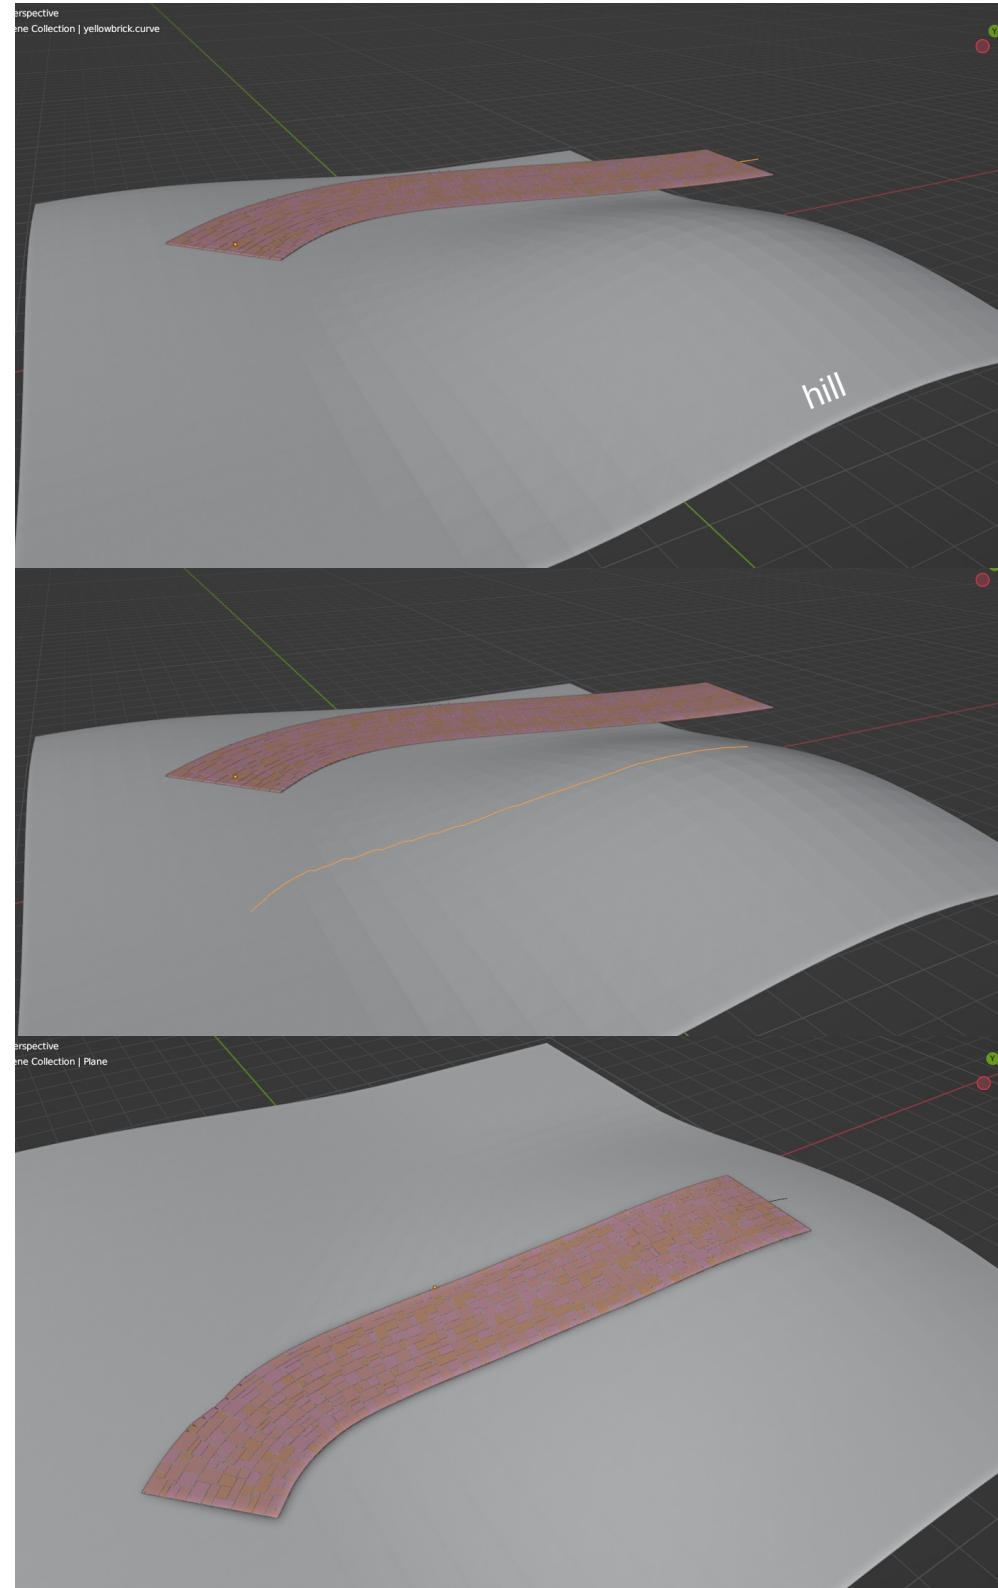 erspective
ene Collection | yellowbrick.curve
Y
hill
erspective
ene Collection | Plane
Y